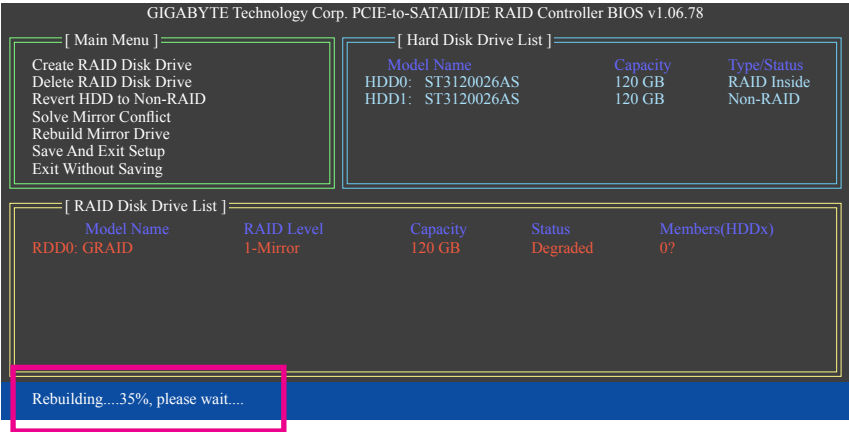 GIGABYTE Technology Corp. PCIE-to-SATAII/IDE RAID Controller BIOS v1.06.78
[ Main Menu ]
Create RAID Disk Drive
Delete RAID Disk Drive
Revert HDD to Non-RAID
Solve Mirror Conflict
Rebuild Mirror Drive
Save And Exit Setup
Exit Without Saving
[ Hard Disk Drive List ]
Model Name Capacity Type/Status
HDD0: ST3120026AS 120 GB RAID Inside
HDD1: ST3120026AS 120 GB Non-RAID
[ RAID Disk Drive List ]
Model Name RAID Level Capacity Status Members(HDDx)
RDD0: GRAID 1-Mirror 120 GB Degraded 0?
Rebuilding....35%, please wait....